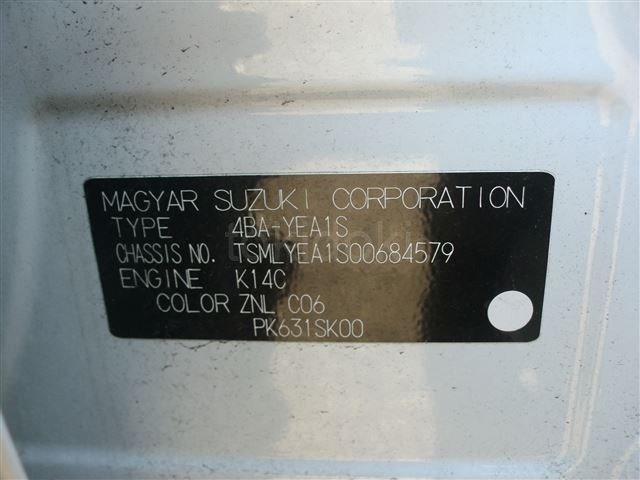 MAGYAR SUZUKI CORPORATION
TYPE 4BA-YEA1S
CHASSIS NO. TSMLYEA1S00684579
ENGINE K14C
COLOR ZNL C06
PK631SK00